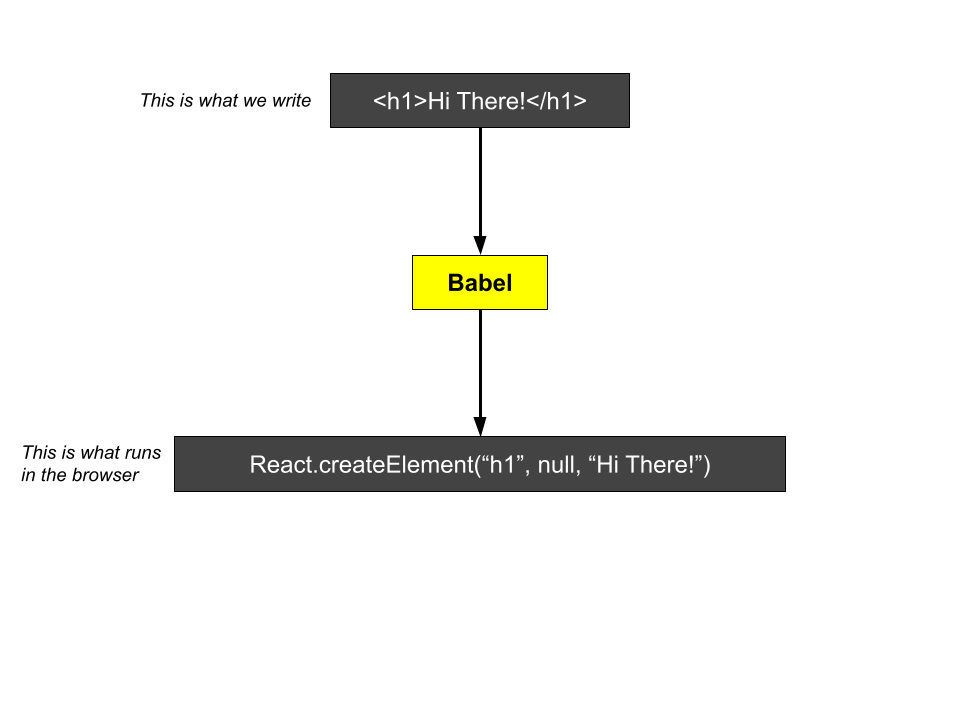 This is what we write
<h1>Hi There!</h1>
Babel
This is what runs
in the browser
React.createElement(“h1”, null, “Hi There!”)